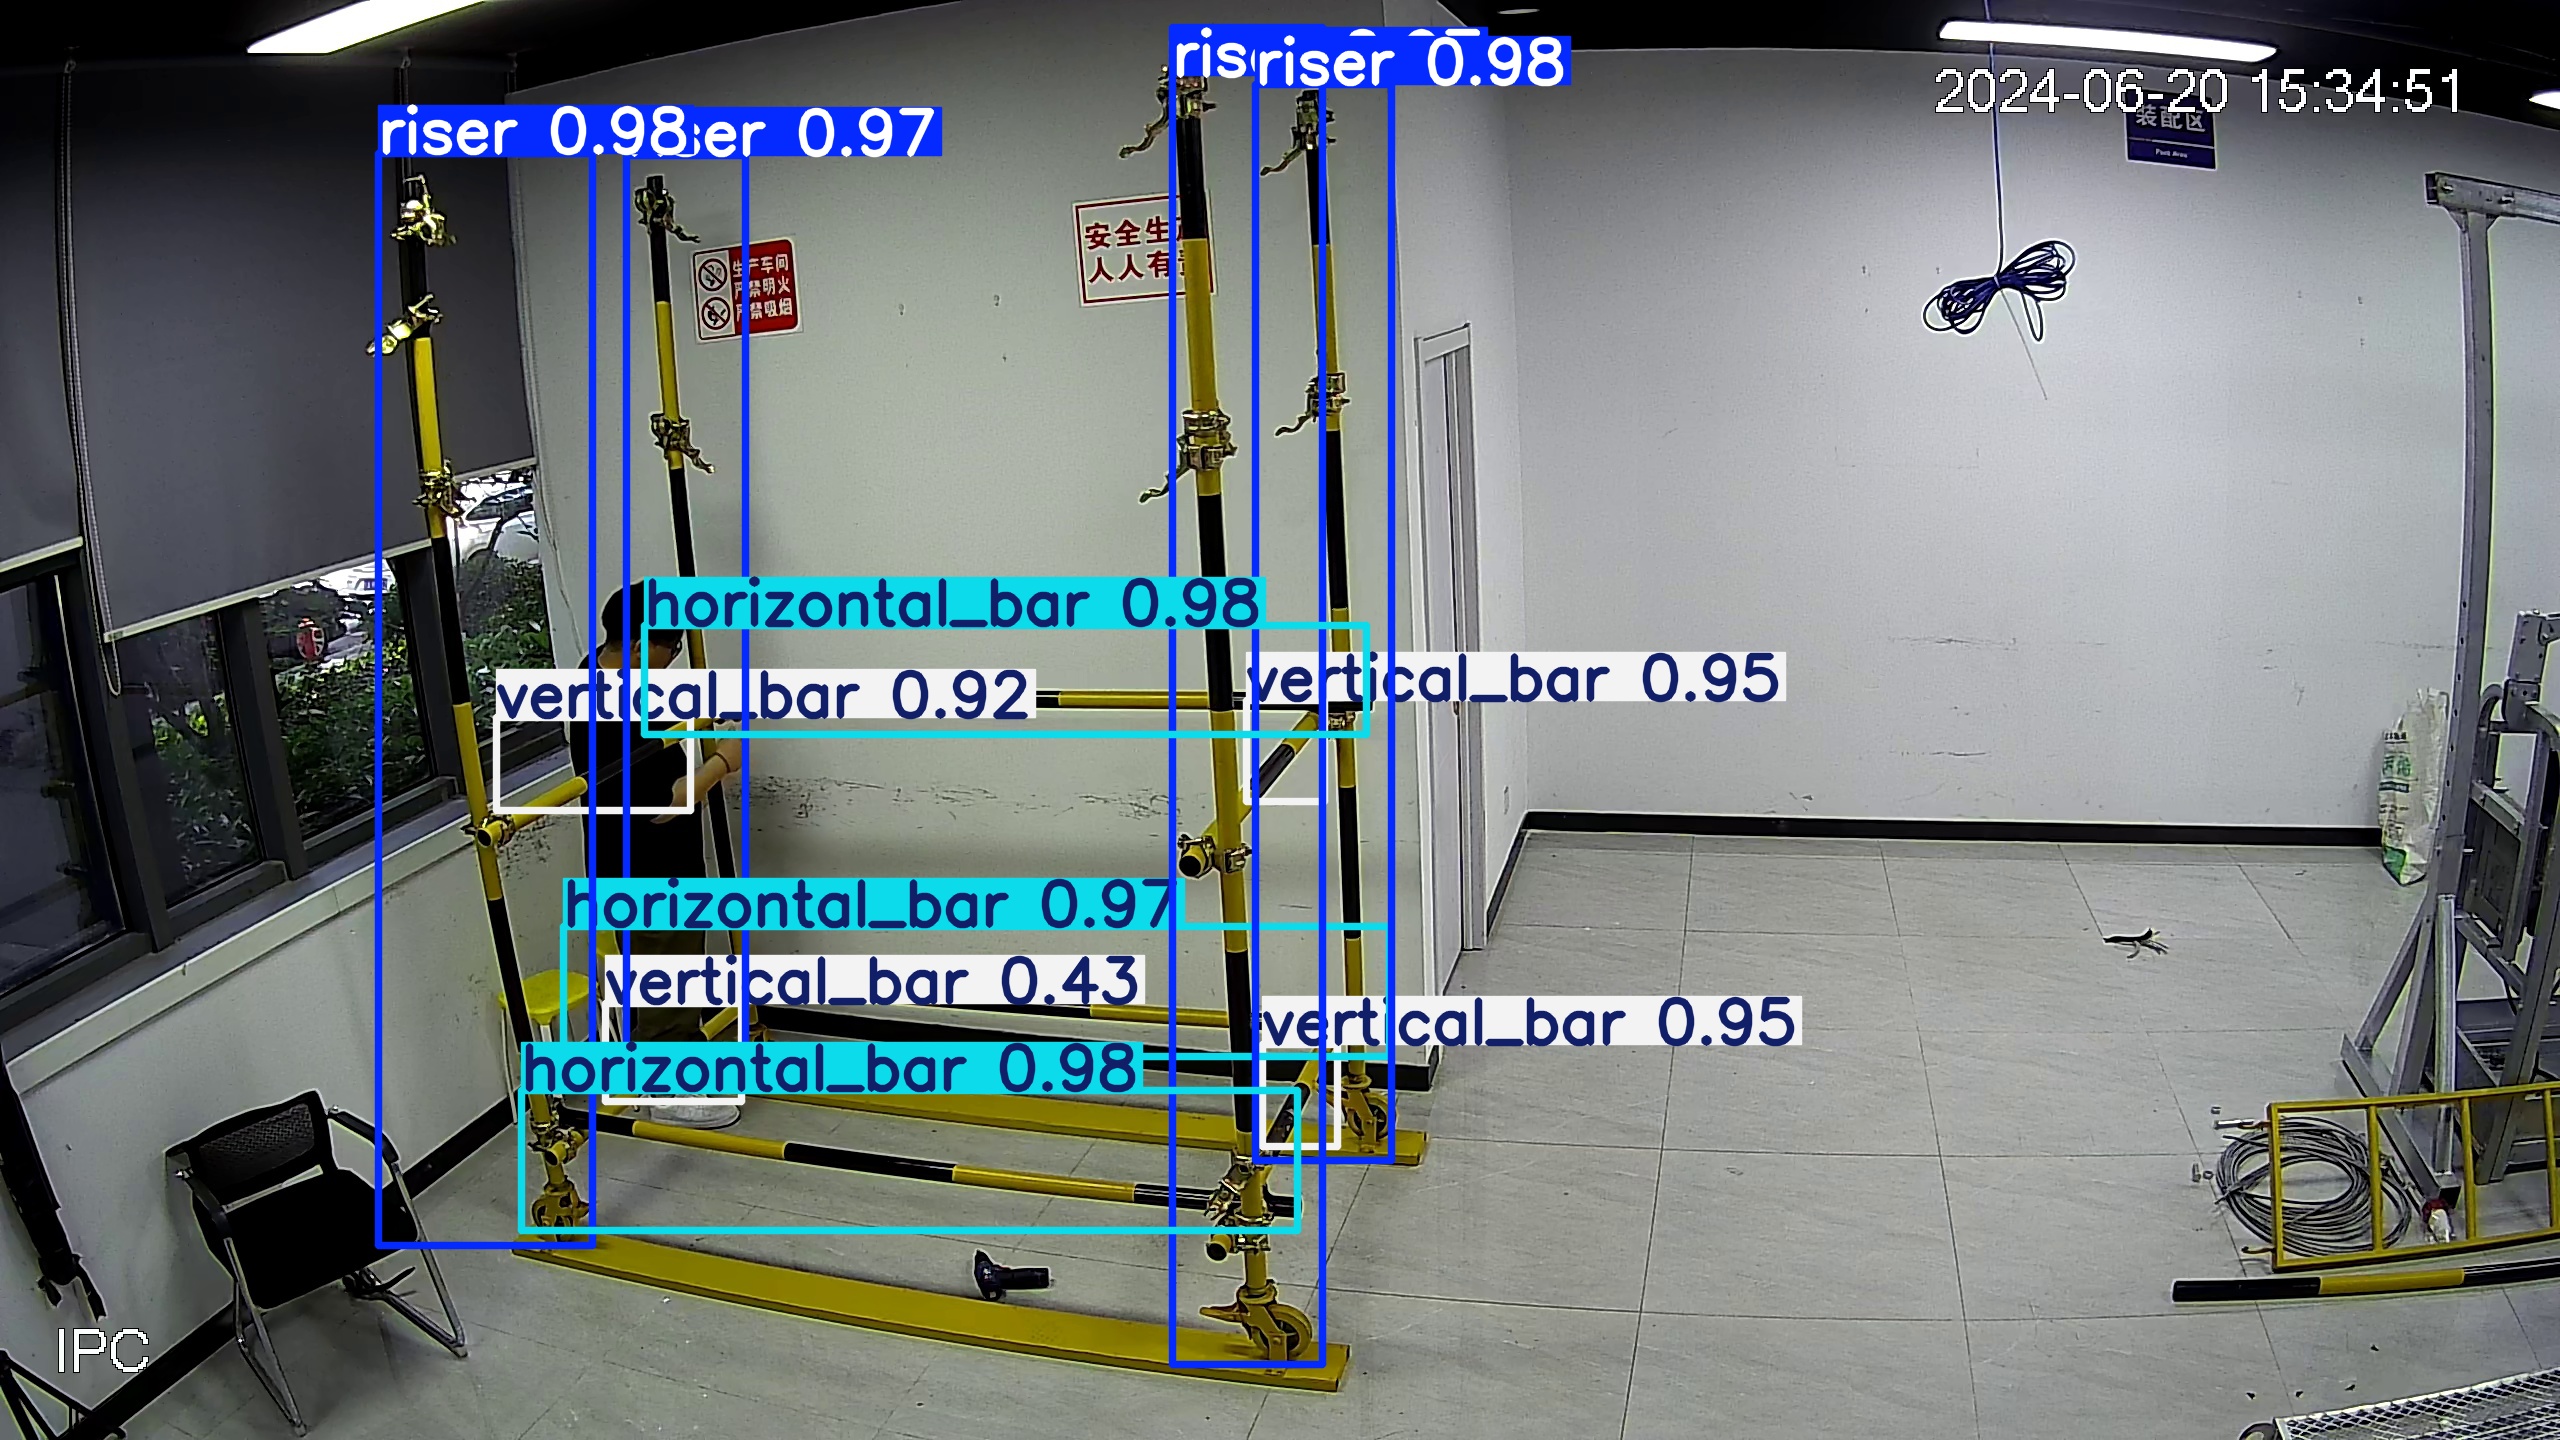 riser 0.98
riser 0.98
ser 0.97
2024-06-20 15:34:51
装配区
安全生
人人有
生产车间
严禁明火
严禁吸烟
horizontal_bar 0.98
vertical_bar 0.92
vertical_bar 0.95
horizontal_bar 0.97
vertical_bar 0.43
vertical_bar 0.95
horizontal_bar 0.98
IPC